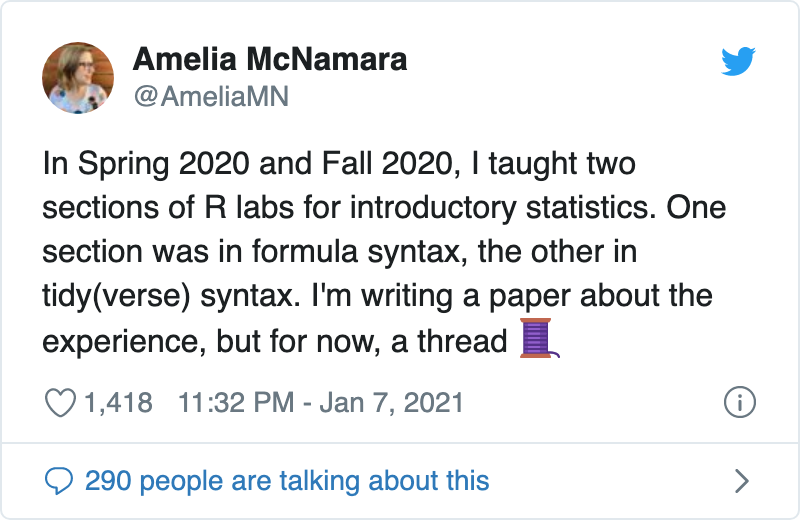 Amelia McNamara
@AmeliaMN
In Spring 2020 and Fall 2020, I taught two
sections of R labs for introductory statistics. One
section was in formula syntax, the other in
tidy(verse) syntax. I'm writing a paper about the
experience, but for now, a thread 🧵
1,418 11:32 PM - Jan 7, 2021
290 people are talking about this